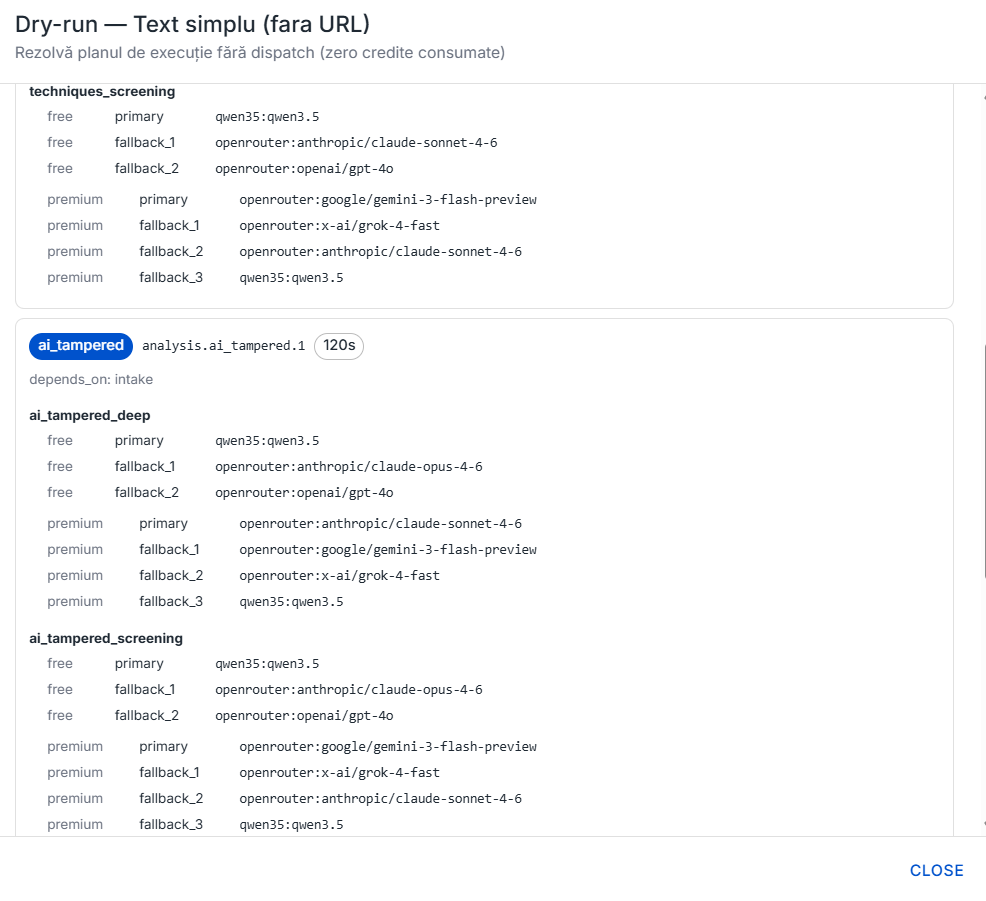 Dry-run — Text simplu (fara URL)
Rezolvă planul de execuție fără dispatch (zero credite consumate)
techniques_screening
free primary qwen35:qwen3.5
free fallback_1 openrouter:anthropic/claude-sonnet-4-6
free fallback_2 openrouter:openai/gpt-4o
premium primary openrouter:google/gemini-3-flash-preview
premium fallback_1 openrouter:x-ai/grok-4-fast
premium fallback_2 openrouter:anthropic/claude-sonnet-4-6
premium fallback_3 qwen35:qwen3.5
ai_tampered analysis.ai_tampered.1 120s
depends_on: intake
ai_tampered_deep
free primary qwen35:qwen3.5
free fallback_1 openrouter:anthropic/claude-opus-4-6
free fallback_2 openrouter:openai/gpt-4o
premium primary openrouter:anthropic/claude-sonnet-4-6
premium fallback_1 openrouter:google/gemini-3-flash-preview
premium fallback_2 openrouter:x-ai/grok-4-fast
premium fallback_3 qwen35:qwen3.5
ai_tampered_screening
free primary qwen35:qwen3.5
free fallback_1 openrouter:anthropic/claude-opus-4-6
free fallback_2 openrouter:openai/gpt-4o
premium primary openrouter:google/gemini-3-flash-preview
premium fallback_1 openrouter:x-ai/grok-4-fast
premium fallback_2 openrouter:anthropic/claude-sonnet-4-6
premium fallback_3 qwen35:qwen3.5
CLOSE